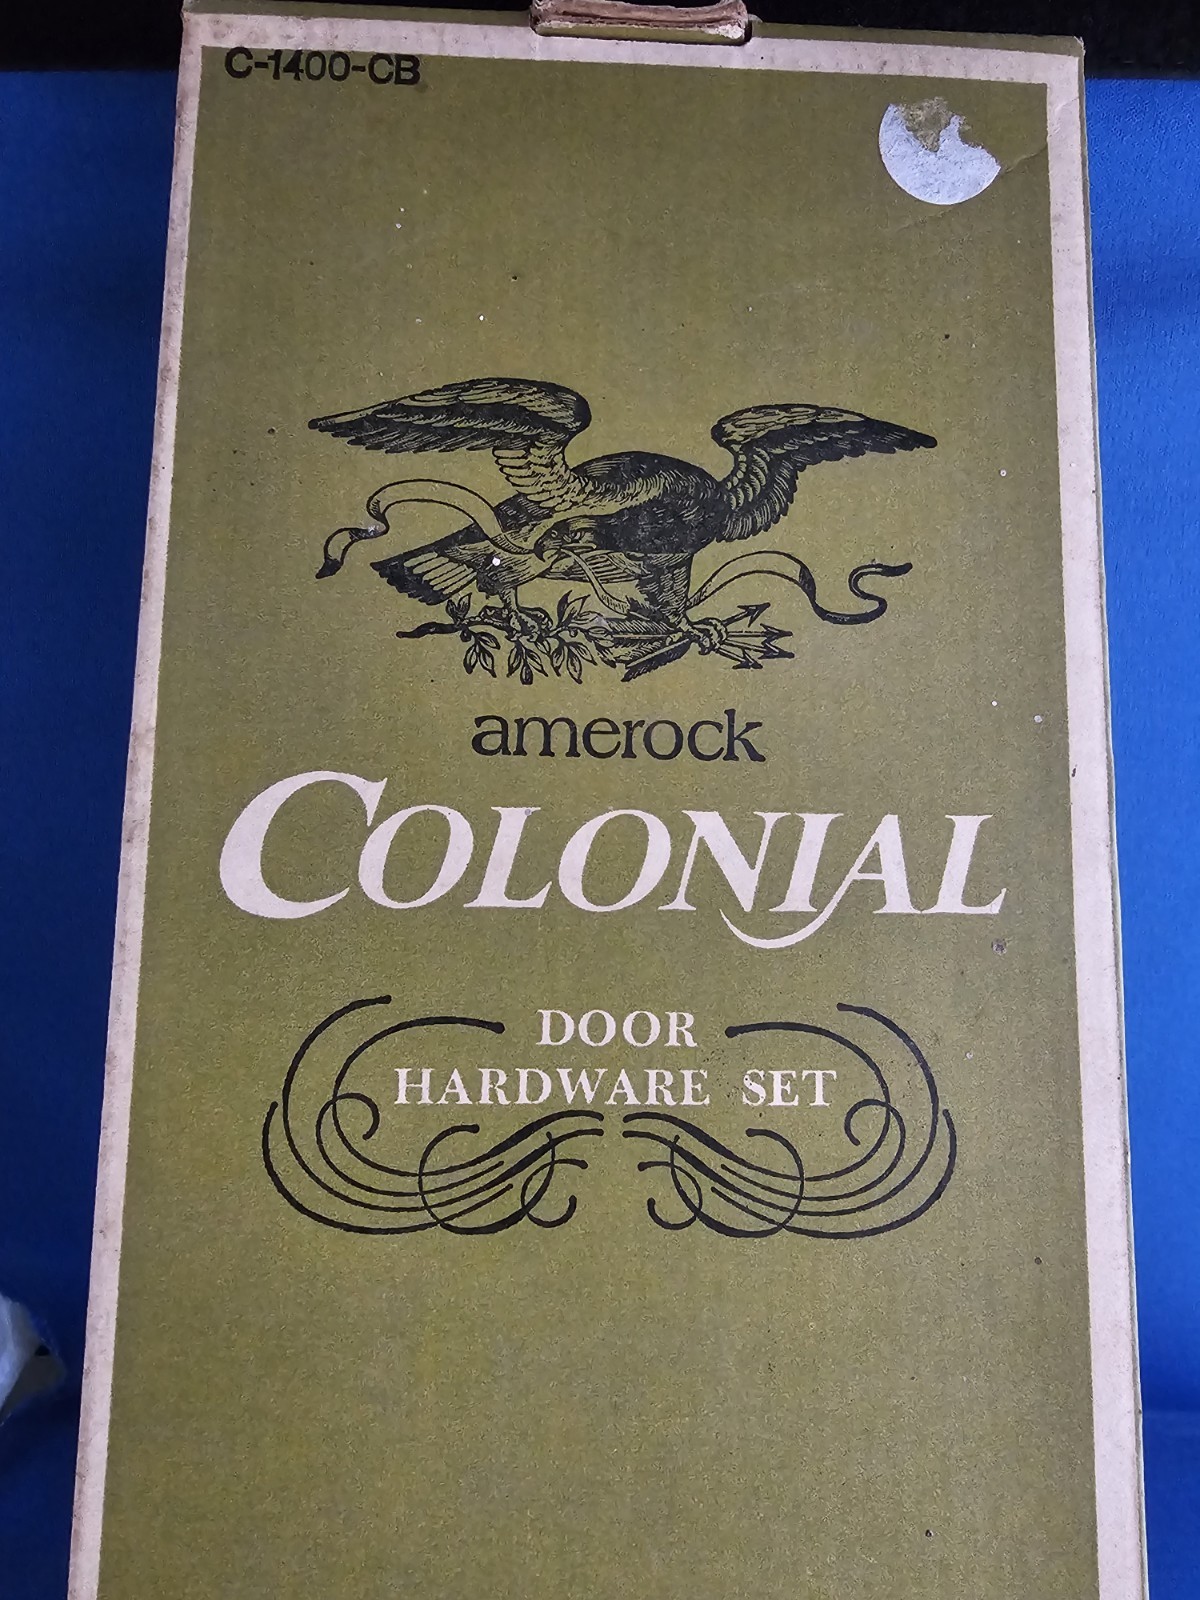 C-1400-CB
amerock
COLONIAL
DOOR
HARDWARE SET